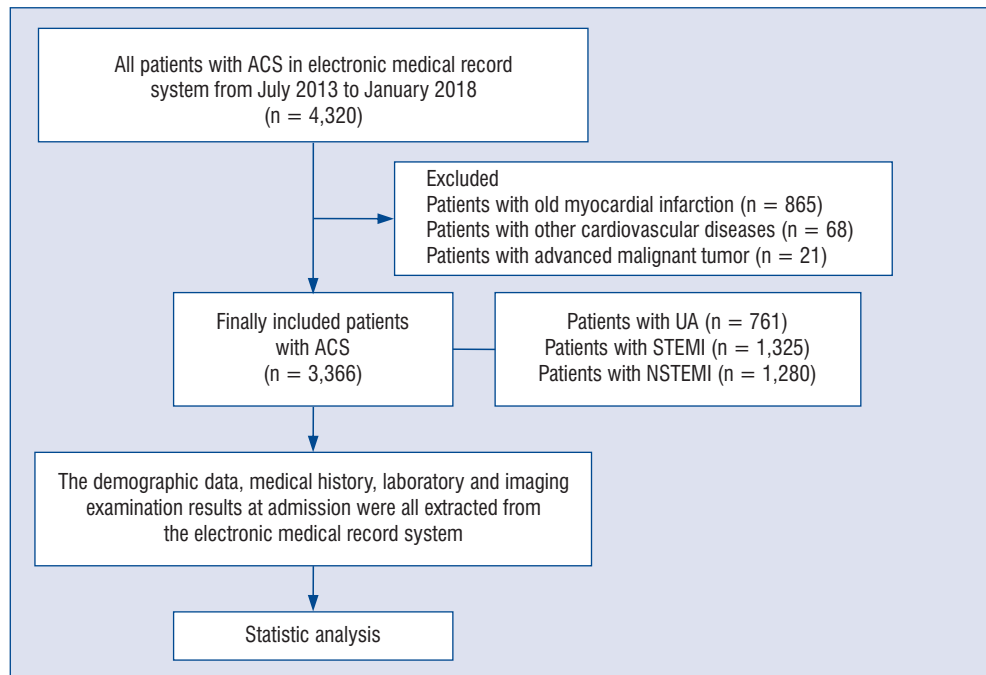 All patients with ACS in electronic medical record
system from July 2013 to January 2018
(n = 4,320)
Excluded
Patients with old myocardial infarction (n = 865)
Patients with other cardiovascular diseases (n = 68)
Patients with advanced malignant tumor (n = 21)
Finally included patients
with ACS
(n = 3,366)
Patients with UA (n = 761)
Patients with STEMI (n = 1,325)
Patients with NSTEMI (n = 1,280)
The demographic data, medical history, laboratory and imaging
examination results at admission were all extracted from
the electronic medical record system
Statistic analysis